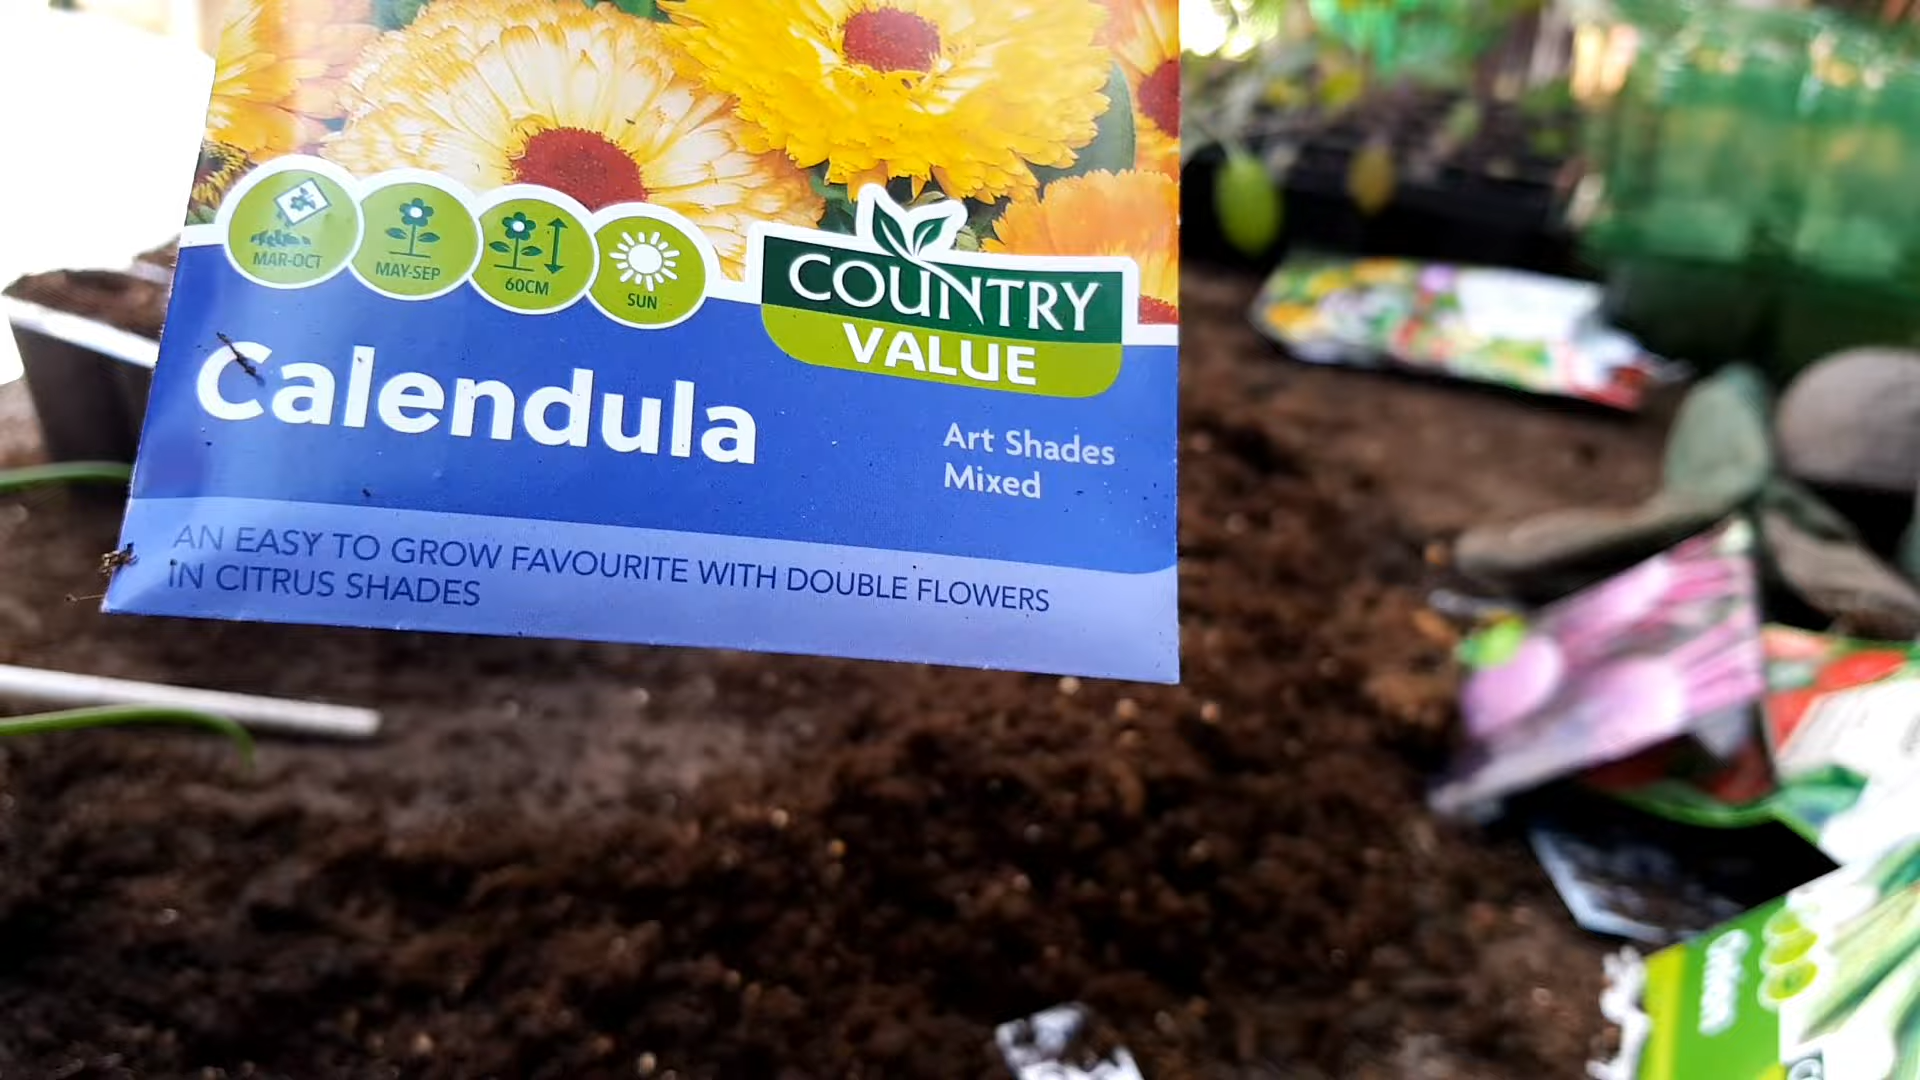 MAR-OCT
MAY-SEP
60CM
SUN
COUNTRY
VALUE
Calendula
Art Shades
Mixed
AN EASY TO GROW FAVOURITE WITH DOUBLE FLOWERS
IN CITRUS SHADES